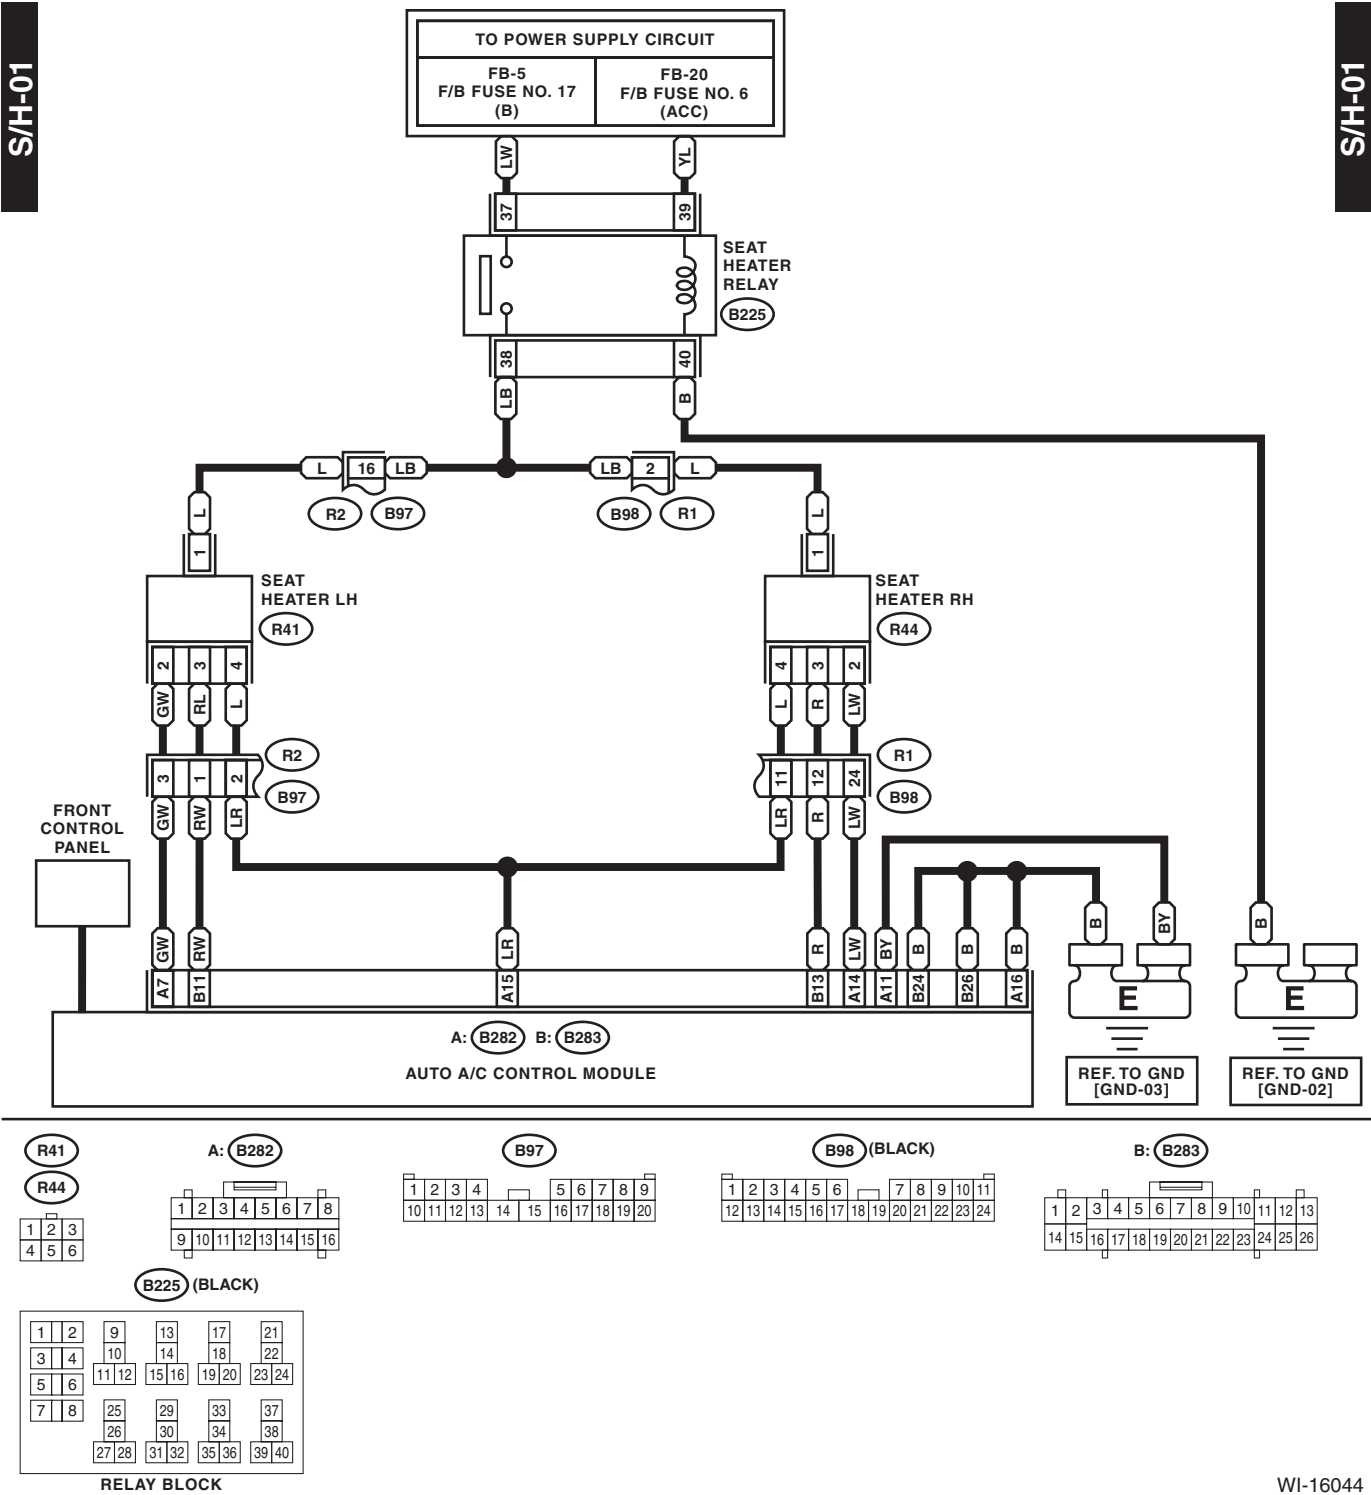 S/H-01
S/H-01
TO POWER SUPPLY CIRCUIT
FB-5
F/B FUSE NO. 17
(B)
FB-20
F/B FUSE NO. 6
(ACC)
LW
YL
37
39
SEAT
HEATER
RELAY
B225
38
40
LB
B
L
16
LB
LB
2
L
R2
B97
B98
R1
L
L
1
1
SEAT
HEATER LH
R41
SEAT
HEATER RH
R44
2
3
4
4
3
2
GW
RL
L
L
R
LW
R2
R1
3
1
2
11
12
24
B97
B98
GW
RW
LR
LR
R
LW
FRONT
CONTROL
PANEL
GW
RW
LR
R
LW
BY
B
B
B
B
BY
B
A7
B11
A15
B13
A14
A11
B24
B26
A16
E
E
A: B282 B: B283
AUTO A/C CONTROL MODULE
REF. TO GND
[GND-03]
REF. TO GND
[GND-02]
R41
R44
1 2 3
4 5 6
A: B282
1 2 3 4 5 6 7 8
9 10 11 12 13 14 15 16
B97
1 2 3 4 5 6 7 8 9
10 11 12 13 14 15 16 17 18 19 20
B98 (BLACK)
1 2 3 4 5 6 7 8 9 10 11
12 13 14 15 16 17 18 19 20 21 22 23 24
B: B283
1 2 3 4 5 6 7 8 9 10 11 12 13
14 15 16 17 18 19 20 21 22 23 24 25 26
B225 (BLACK)
1 2 9 13 17 21
3 4 10 14 18 22
5 6 11 12 15 16 19 20 23 24
7 8 25 29 33 37
26 30 34 38
27 28 31 32 35 36 39 40
RELAY BLOCK
WI-16044